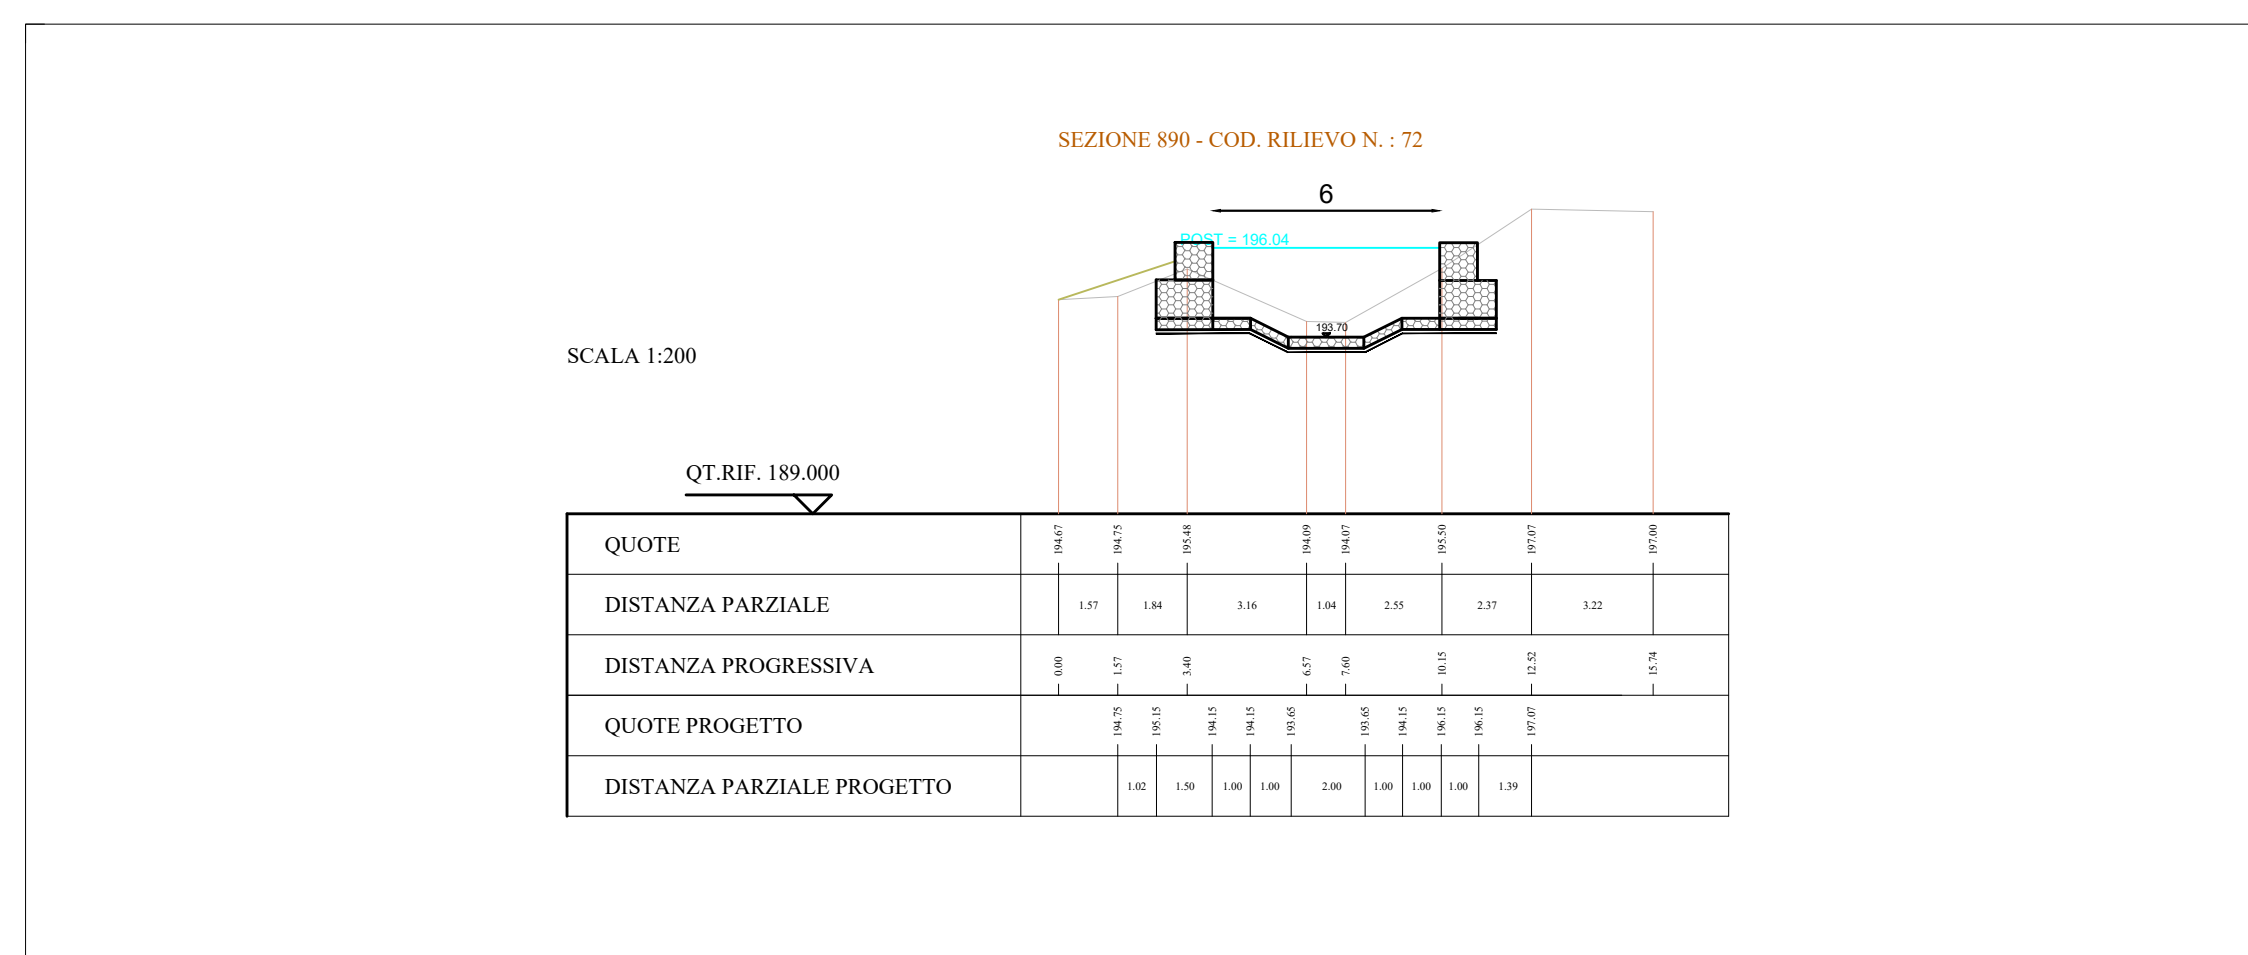 SEZIONE 890 - COD. RILIEVO N. : 72
6
POST = 196.04
193.70
SCALA 1:200
QT.RIF. 189.000
QUOTE 194.67 194.75 195.48 194.09 194.07 195.50 197.07 197.00
DISTANZA PARZIALE 1.57 1.84 3.16 1.04 2.55 2.37 3.22
DISTANZA PROGRESSIVA 0.00 1.57 3.40 6.57 7.60 10.15 12.52 15.74
QUOTE PROGETTO 194.75 195.15 194.15 194.15 193.65 193.65 194.15 196.15 196.15 197.07
DISTANZA PARZIALE PROGETTO 1.02 1.50 1.00 1.00 2.00 1.00 1.00 1.00 1.39